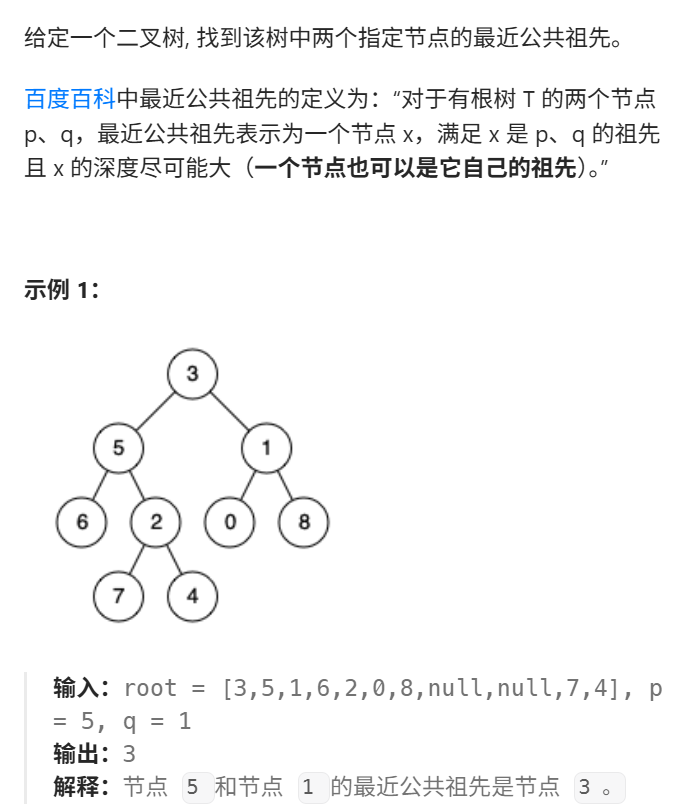 给定一个二叉树, 找到该树中两个指定节点的最近公共祖先。
百度百科中最近公共祖先的定义为：“对于有根树 T 的两个节点
p、q，最近公共祖先表示为一个节点 x，满足 x 是 p、q 的祖先
且 x 的深度尽可能大（一个节点也可以是它自己的祖先）。”
示例 1：
3
5 1
6 2 0 8
7 4
输入：root = [3,5,1,6,2,0,8,null,null,7,4], p
= 5, q = 1
输出：3
解释：节点 5 和节点 1 的最近公共祖先是节点 3 。